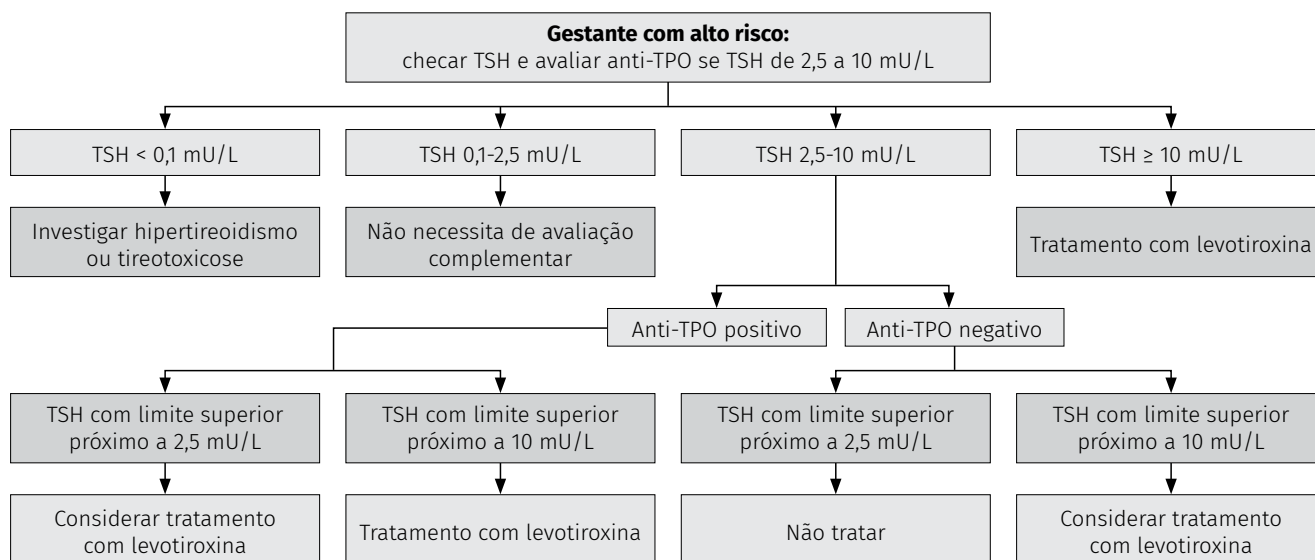 Gestante com alto risco:
checar TSH e avaliar anti-TPO se TSH de 2,5 a 10 mU/L
TSH < 0,1 mU/L
TSH 0,1-2,5 mU/L
TSH 2,5-10 mU/L
TSH ≥ 10 mU/L
Investigar hipertireoidismo
ou tireotoxicose
Não necessita de avaliação
complementar
Tratamento com levotiroxina
Anti-TPO positivo
Anti-TPO negativo
TSH com limite superior
próximo a 2,5 mU/L
TSH com limite superior
próximo a 10 mU/L
TSH com limite superior
próximo a 2,5 mU/L
TSH com limite superior
próximo a 10 mU/L
Considerar tratamento
com levotiroxina
Tratamento com levotiroxina
Não tratar
Considerar tratamento
com levotiroxina